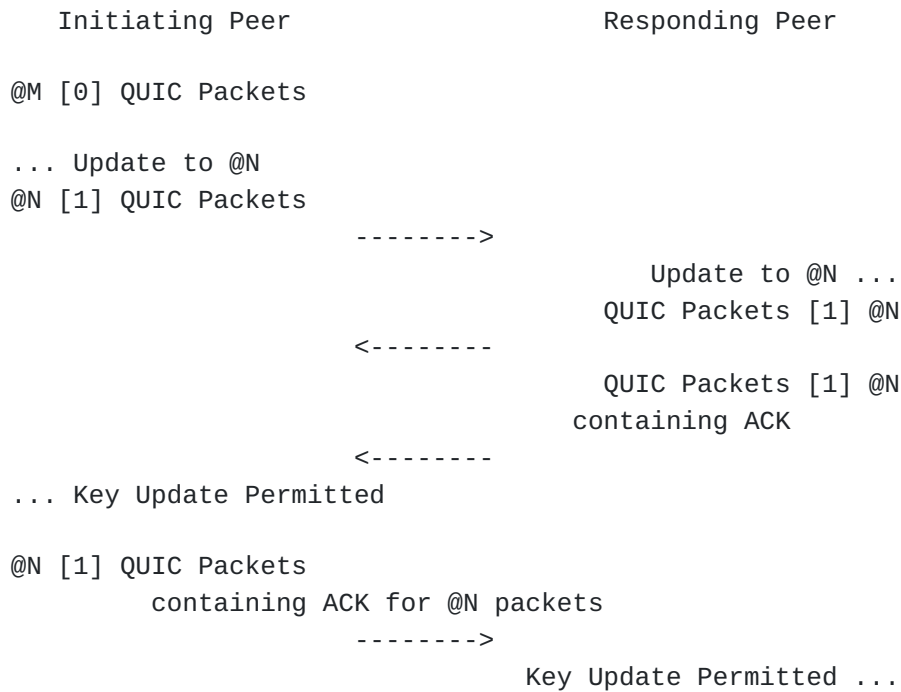 Initiating Peer                    Responding Peer
@M [0] QUIC Packets
... Update to @N
@N [1] QUIC Packets
-------->
Update to @N ...
QUIC Packets [1] @N
<--------
QUIC Packets [1] @N
containing ACK
<--------
... Key Update Permitted
@N [1] QUIC Packets
containing ACK for @N packets
-------->
Key Update Permitted ...